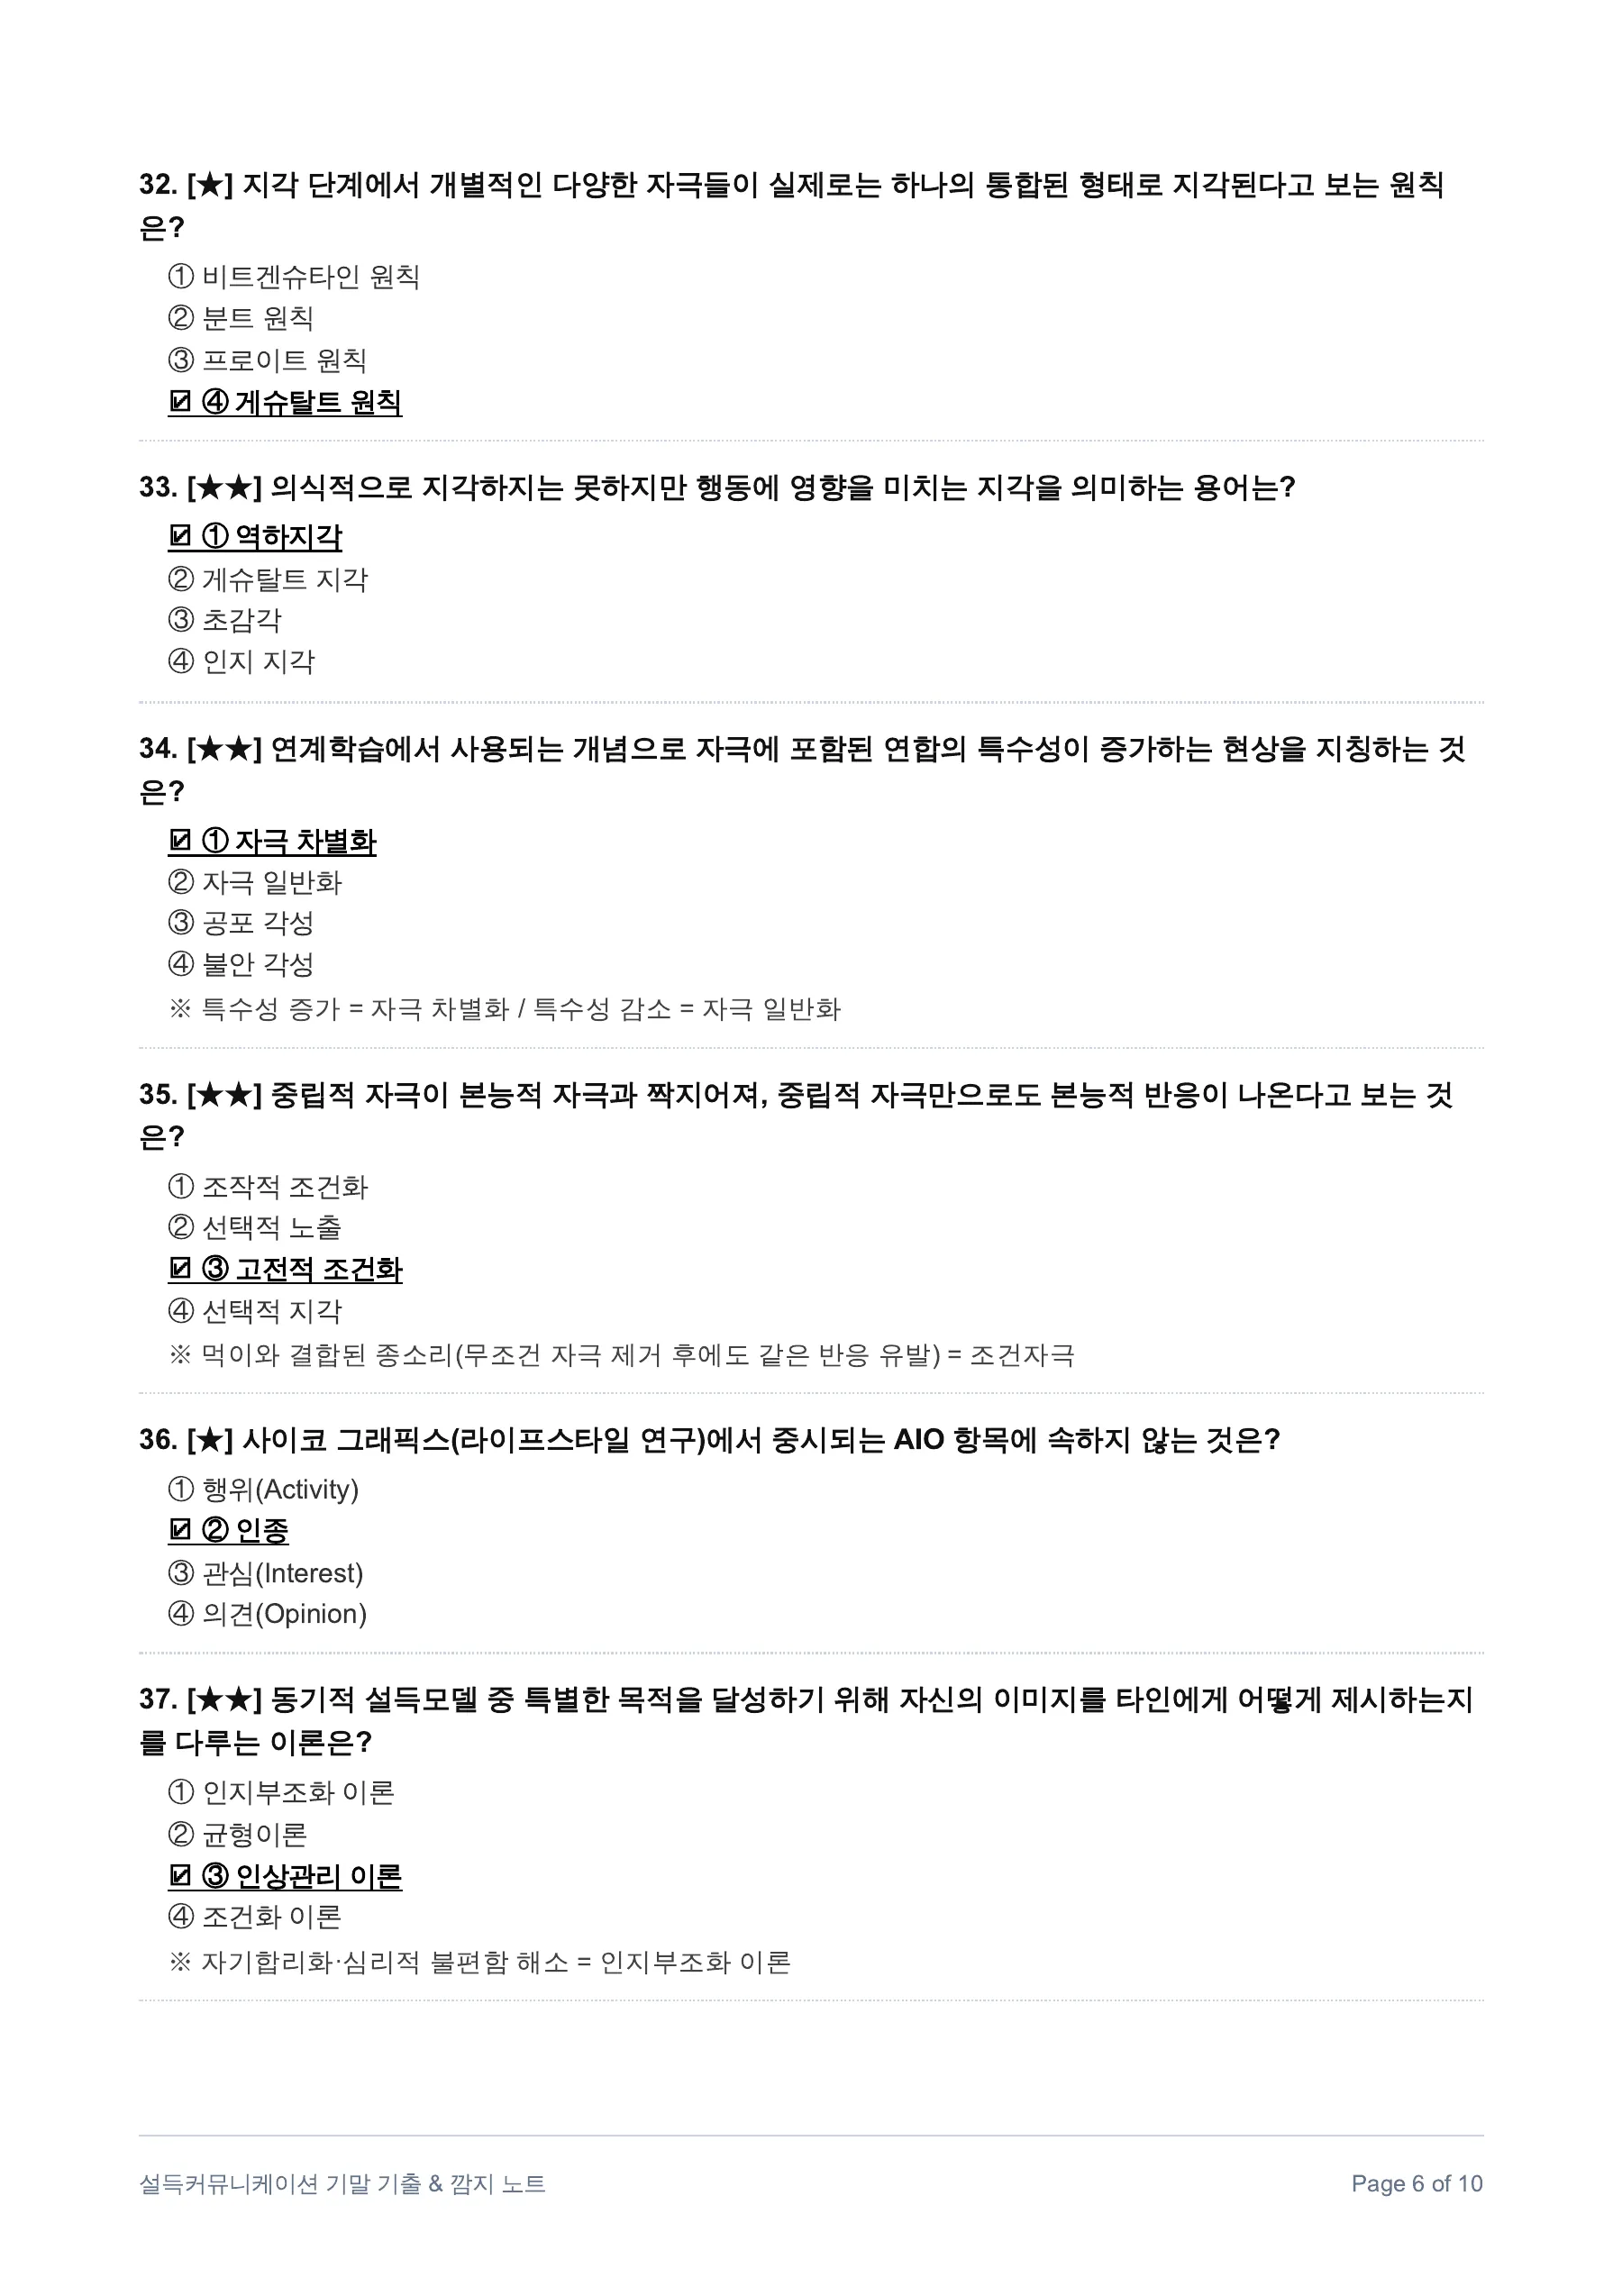 32. [★] 지각 단계에서 개별적인 다양한 자극들이 실제로는 하나의 통합된 형태로 지각된다고 보는 원칙
은?
① 비트겐슈타인 원칙
② 분트 원칙
③ 프로이트 원칙
☑ ④ 게슈탈트 원칙
33. [★★] 의식적으로 지각하지는 못하지만 행동에 영향을 미치는 지각을 의미하는 용어는?
☑ ① 역하지각
② 게슈탈트 지각
③ 초감각
④ 인지 지각
34. [★★] 연계학습에서 사용되는 개념으로 자극에 포함된 연합의 특수성이 증가하는 현상을 지칭하는 것
은?
☑ ① 자극 차별화
② 자극 일반화
③ 공포 각성
④ 불안 각성
※ 특수성 증가 = 자극 차별화 / 특수성 감소 = 자극 일반화
35. [★★] 중립적 자극이 본능적 자극과 짝지어져, 중립적 자극만으로도 본능적 반응이 나온다고 보는 것
은?
① 조작적 조건화
② 선택적 노출
☑ ③ 고전적 조건화
④ 선택적 지각
※ 먹이와 결합된 종소리(무조건 자극 제거 후에도 같은 반응 유발) = 조건자극
36. [★] 사이코 그래픽스(라이프스타일 연구)에서 중시되는 AIO 항목에 속하지 않는 것은?
① 행위(Activity)
☑ ② 인종
③ 관심(Interest)
④ 의견(Opinion)
37. [★★] 동기적 설득모델 중 특별한 목적을 달성하기 위해 자신의 이미지를 타인에게 어떻게 제시하는지
를 다루는 이론은?
① 인지부조화 이론
② 균형이론
☑ ③ 인상관리 이론
④ 조건화 이론
※ 자기합리화·심리적 불편함 해소 = 인지부조화 이론
설득커뮤니케이션 기말 기출 & 깜지 노트
Page 6 of 10